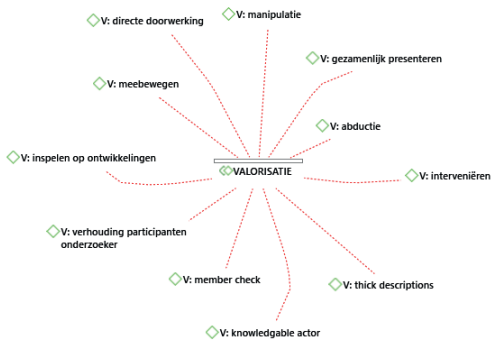 V: manipulatie
V: directe doorwerking
V: gezamenlijk presenteren
V: meebewegen
V: abductie
V: inspelen op ontwikkelingen
VALORISATIE
V: interveniëren
V: verhouding participanten
onderzoeker
V: member check
V: thick descriptions
V: knowledgable actor